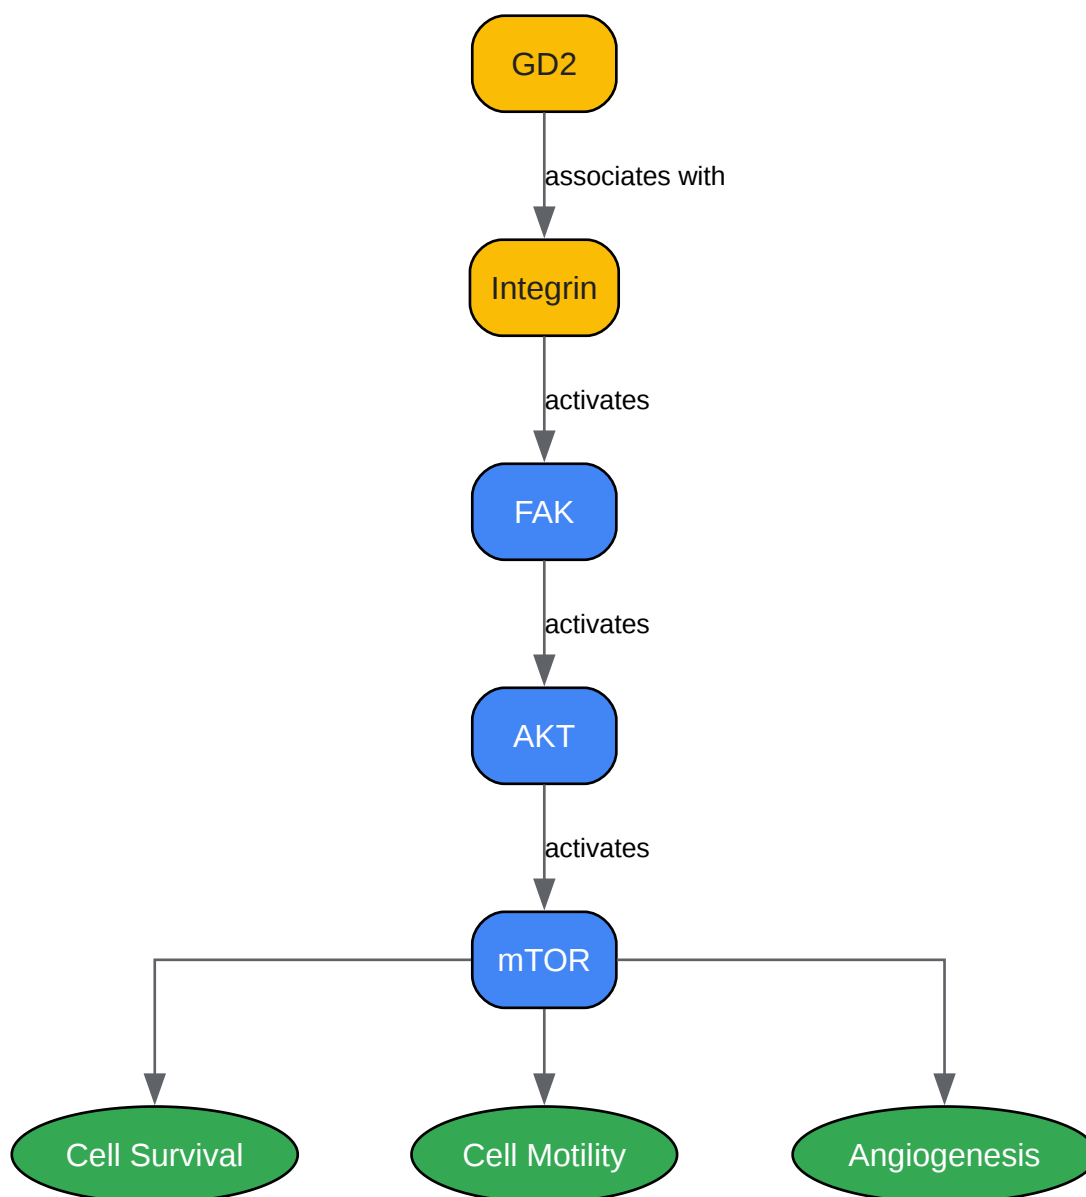 GD2
associates with
Integrin
activates
FAK
activates
AKT
activates
mTOR
Cell Survival
Cell Motility
Angiogenesis